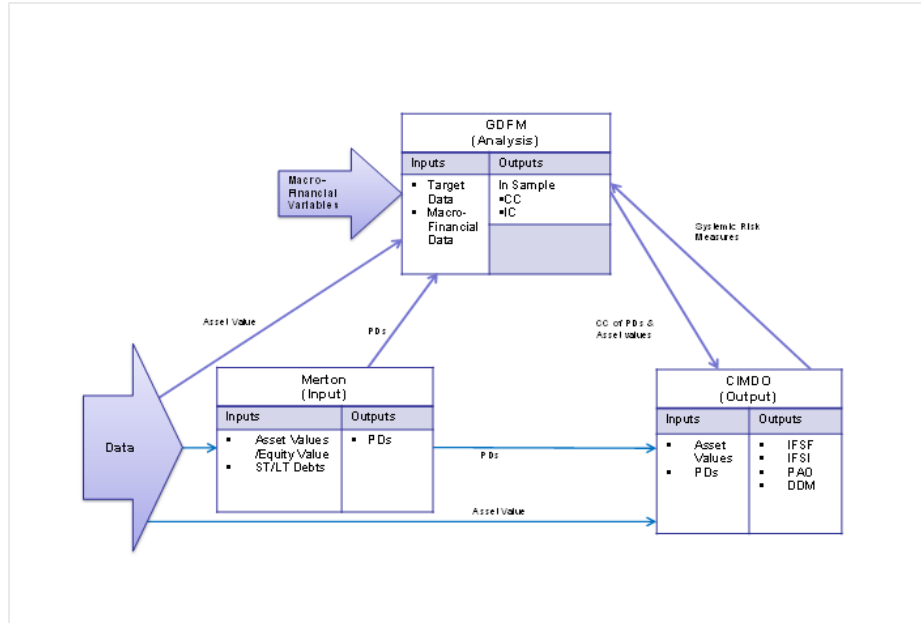 GDFM
(Analysis)
Inputs
Outputs
▪ Target
Data
▪ Macro-
Financial
Data
In Sample
▪CC
▪IC
Macro-
Financial
Variables
Systemic Risk
Measures
Asset Value
PDs
CC of PDs &
Asset values
Merton
(Input)
Inputs
Outputs
▪ Asset Values
/Equity Value
▪ ST/LT Debts
▪ PDs
CIMDO
(Output)
Inputs
Outputs
▪ Asset
Values
▪ PDs
▪ IFSF
▪ IFSI
▪ PAO
▪ DDM
Data
PDs
Asset Value